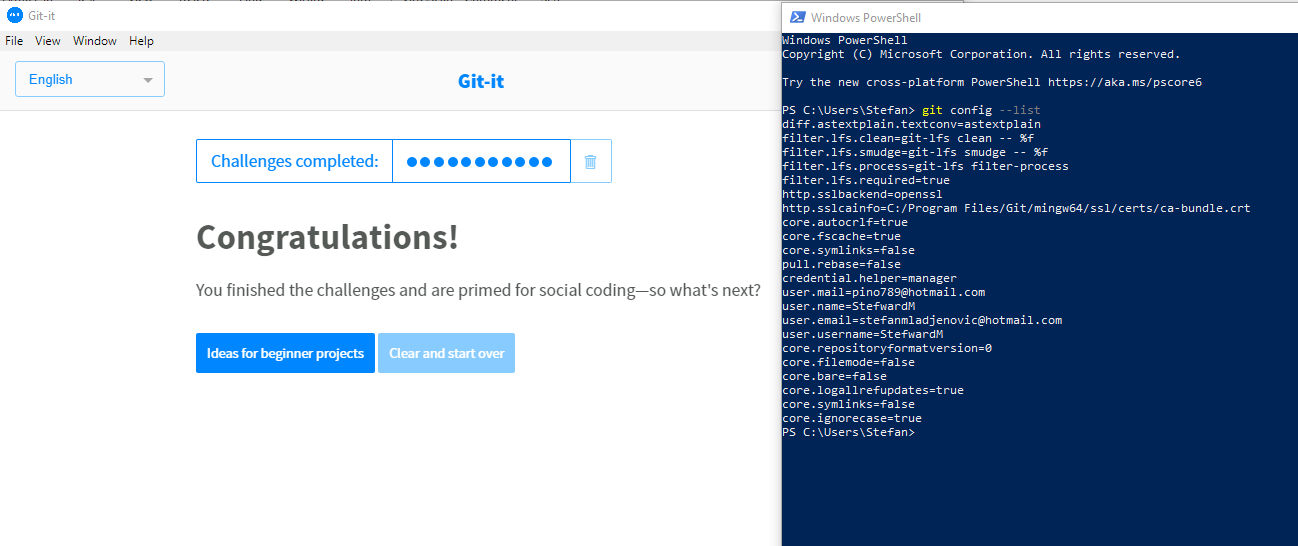 Git-it
File View Window Help
English
Git-it
Challenges completed:
Congratulations!
You finished the challenges and are primed for social coding—so what's next?
Ideas for beginner projects
Clear and start over
Windows PowerShell
Windows PowerShell
Copyright (C) Microsoft Corporation. All rights reserved.
Try the new cross-platform PowerShell https://aka.ms/pscore6
PS C:\Users\Stefan> git config --list
diff.astextplain.textconv=astextplain
filter.lfs.clean=git-lfs clean -- %f
filter.lfs.smudge=git-lfs smudge -- %f
filter.lfs.process=git-lfs filter-process
filter.lfs.required=true
http.sslbackend=openssl
http.sslcainfo=C:/Program Files/Git/mingw64/ssl/certs/ca-bundle.crt
core.autocrlf=true
core.fscache=true
core.symlinks=false
pull.rebase=false
credential.helper=manager
user.mail=pino789@hotmail.com
user.name=StefwardM
user.email=stefanmladjenovic@hotmail.com
user.username=StefwardM
core.repositoryformatversion=0
core.filemode=false
core.bare=false
core.logallrefupdates=true
core.symlinks=false
core.ignorecase=true
PS C:\Users\Stefan>